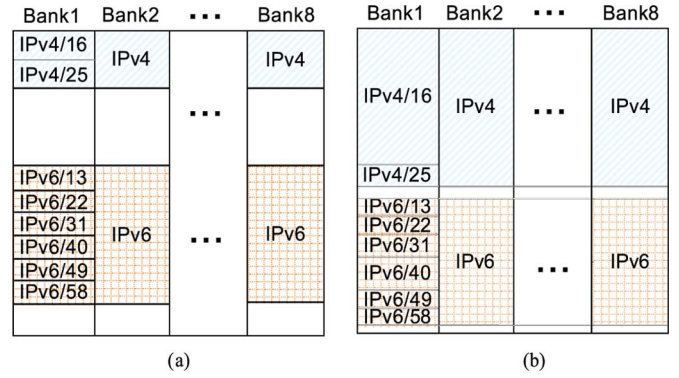 Bank1 Bank2 ... Bank8
IPv4/16
IPv4/25
IPv4
IPv4
...
IPv6/13
IPv6/22
IPv6/31
IPv6/40
IPv6/49
IPv6/58
IPv6
...
IPv6
(a)
Bank1 Bank2 ... Bank8
IPv4/16
IPv4/25
IPv4
...
IPv4
IPv6/13
IPv6/22
IPv6/31
IPv6/40
IPv6/49
IPv6/58
IPv6
...
IPv6
(b)